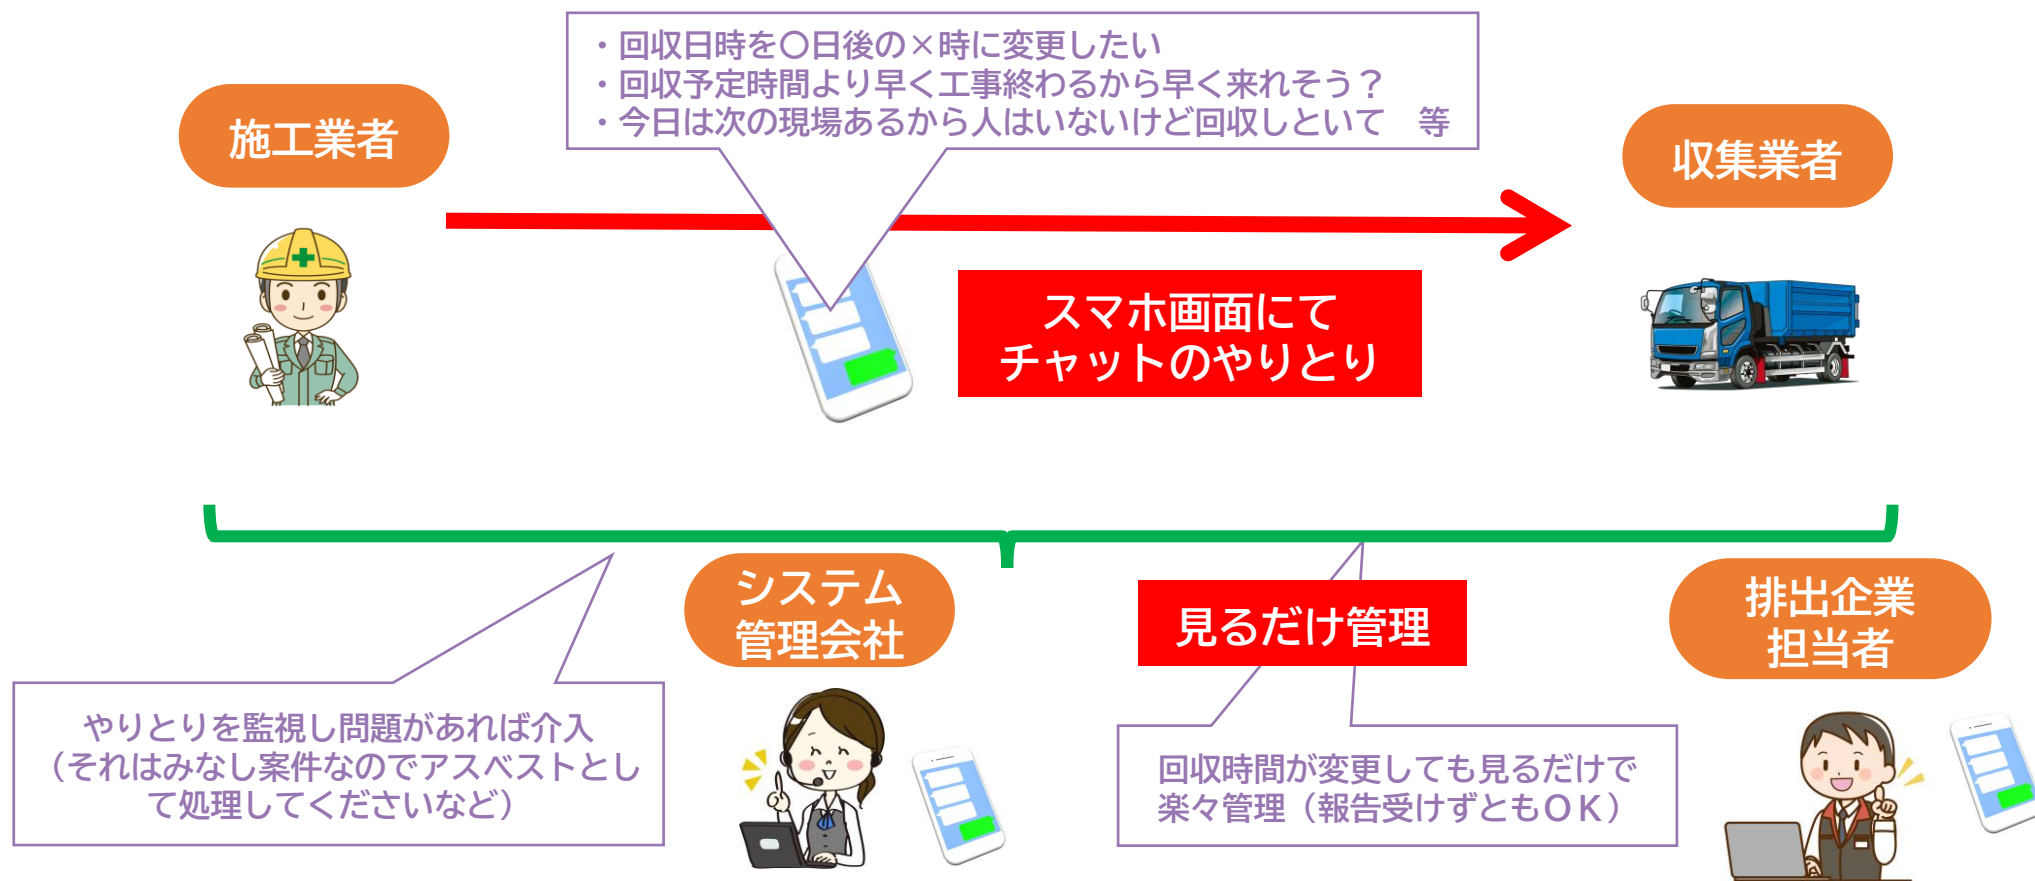 ・回収日時を〇日後の×時に変更したい
・回収予定時間より早く工事終わるから早く来れそう？
・今日は次の現場あるから人はいないけど回収しといて　等
施工業者
収集業者
スマホ画面にて
チャットのやりとり
システム
管理会社
見るだけ管理
排出企業
担当者
やりとりを監視し問題があれば介入
（それはみなし案件なのでアスベストとし
て処理してくださいなど）
回収時間が変更しても見るだけで
楽々管理（報告受けずともＯＫ）